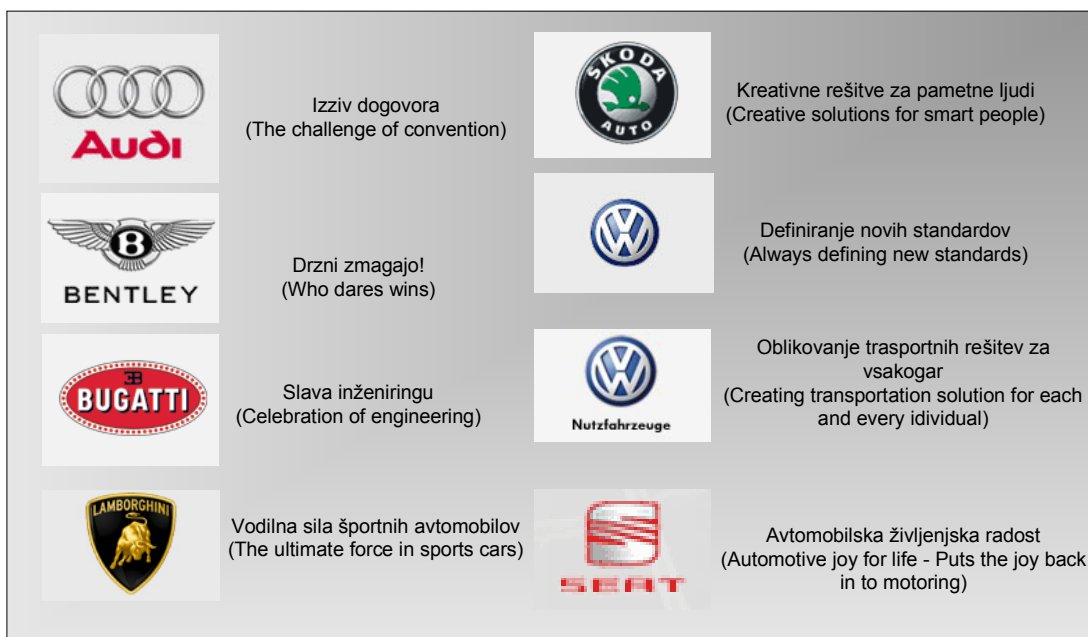 Audi
Izziv dogovora
(The challenge of convention)
B
BENTLEY
Drzni zmagajo!
(Who dares wins)
EB
BUGATTI
Slava inženiringu
(Celebration of engineering)
LAMBORGHINI
Vodilna sila športnih avtomobilov
(The ultimate force in sports cars)
ŠKODA
AUTO
Kreativne rešitve za pametne ljudi
(Creative solutions for smart people)
VW
Definiranje novih standardov
(Always defining new standards)
VW
Nutzfahrzeuge
Oblikovanje trasportnih rešitev za
vsakogar
(Creating transportation solution for each
and every idividual)
SEAT
Avtomobilska življenjska radost
(Automotive joy for life - Puts the joy back
in to motoring)